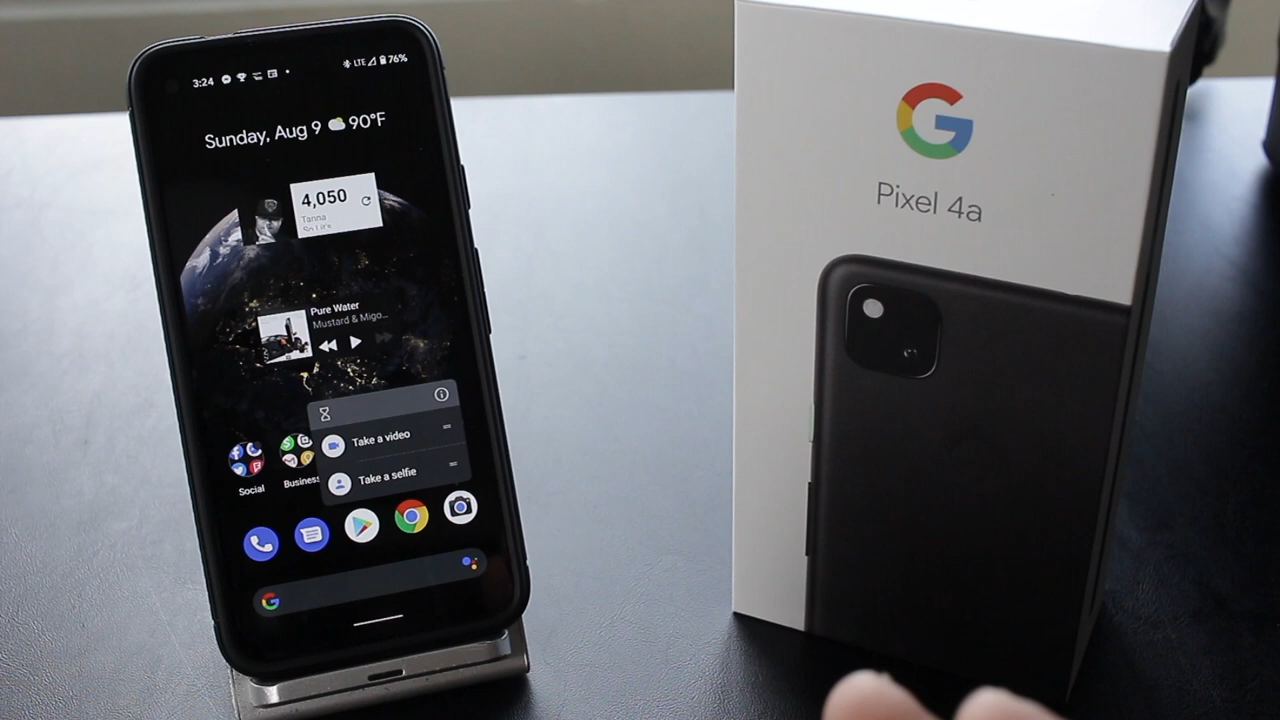 3:24
LTE
76%
Sunday, Aug 9
90°F
4,050
Tanna
Pure Water
Mustard & Migo...
Take a video
Take a selfie
Social
Business
G
Pixel 4a